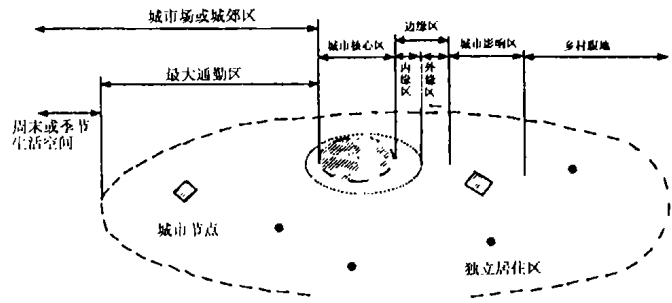 城市场或城郊区
边缘区
城市核心区
城市影响区
乡村腹地
内缘区
外缘区
最大通勤区
周末或季节
生活空间
城市节点
独立居住区